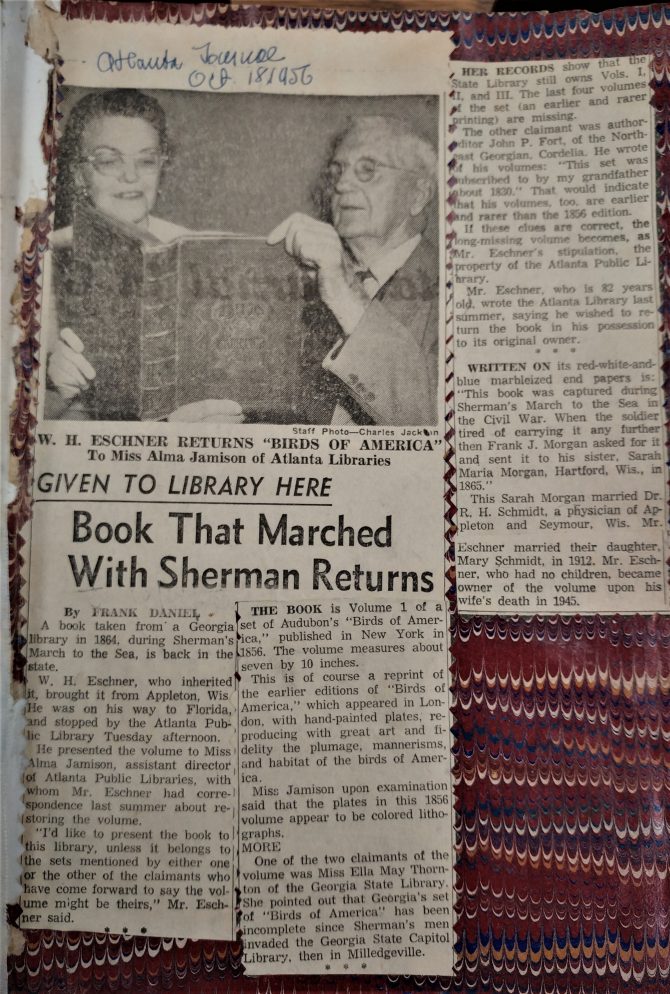 Atlanta Journal
Oct. 18 1956
Staff Photo—Charles Jackson
W. H. ESCHNER RETURNS "BIRDS OF AMERICA"
To Miss Alma Jamison of Atlanta Libraries
GIVEN TO LIBRARY HERE
Book That Marched
With Sherman Returns
By FRANK DANIEL
A book taken from a Georgia
library in 1864, during Sherman's
March to the Sea, is back in the
state.
W. H. Eschner, who inherited
it, brought it from Appleton, Wis.
He was on his way to Florida,
and stopped by the Atlanta Pub-
lic Library Tuesday afternoon.
He presented the volume to Miss
Alma Jamison, assistant director
of Atlanta Public Libraries, with
whom Mr. Eschner had corre-
spondence last summer about re-
storing the volume.
"I'd like to present the book to
this library, unless it belongs to
the sets mentioned by either one
or the other of the claimants who
have come forward to say the vol-
ume might be theirs," Mr. Esch-
ner said.
* * *
THE BOOK is Volume 1 of a
set of Audubon's "Birds of Amer-
ica," published in New York in
1856. The volume measures about
seven by 10 inches.
This is of course a reprint of
the earlier editions of "Birds of
America," which appeared in Lon-
don, with hand-painted plates, re-
producing with great art and fi-
delity the plumage, mannerisms,
and habitat of the birds of Amer-
ica.
Miss Jamison upon examination
said that the plates in this 1856
volume appear to be colored litho-
graphs.
MORE
One of the two claimants of the
volume was Miss Ella May Thorn-
ton of the Georgia State Library.
She pointed out that Georgia's set
of "Birds of America" has been
incomplete since Sherman's men
invaded the Georgia State Capitol
Library, then in Milledgeville.
* * *
HER RECORDS show that the
State Library still owns Vols. I,
II, and III. The last four volumes
of the set (an earlier and rarer
printing) are missing.
The other claimant was author-
editor John P. Fort, of the North-
east Georgian, Cordelia. He wrote
of his volumes: "This set was
subscribed to by my grandfather
about 1830." That would indicate
that his volumes, too, are earlier
and rarer than the 1856 edition.
If these clues are correct, the
long-missing volume becomes, as
Mr. Eschner's stipulation, the
property of the Atlanta Public Li-
brary.
Mr. Eschner, who is 82 years
old, wrote the Atlanta Library last
summer, saying he wished to re-
turn the book in his possession
to its original owner.
* * *
WRITTEN ON its red-white-and-
blue marbleized end papers is:
"This book was captured during
Sherman's March to the Sea in
the Civil War. When the soldier
tired of carrying it any further
then Frank J. Morgan asked for it
and sent it to his sister, Sarah
Maria Morgan, Hartford, Wis., in
1865."
This Sarah Morgan married Dr.
R. H. Schmidt, a physician of Ap-
pleton and Seymour, Wis. Mr.
Eschner married their daughter,
Mary Schmidt, in 1912. Mr. Esch-
ner, who had no children, became
owner of the volume upon his
wife's death in 1945.